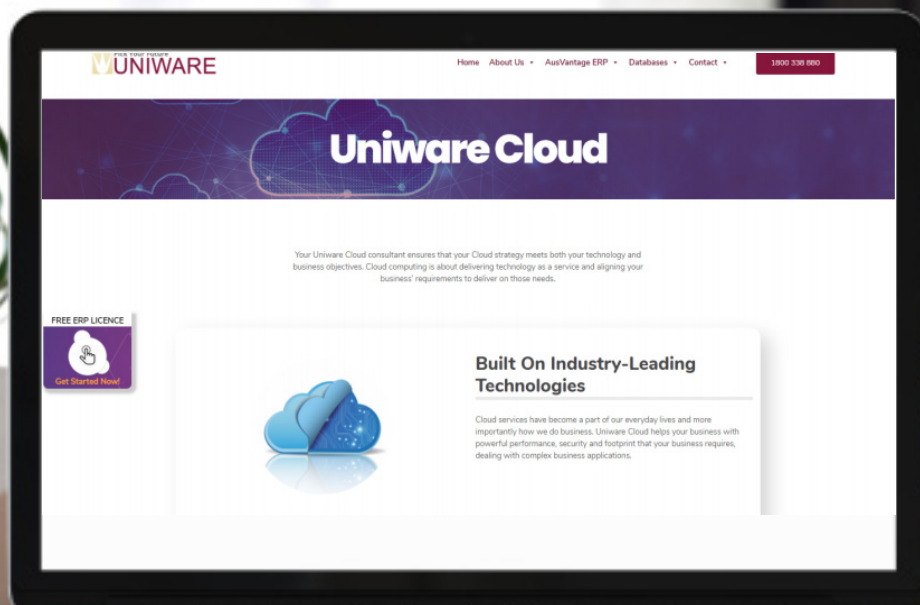 Pick Your Future
UNIWARE
Home About Us AusVantage ERP Databases Contact
1800 338 880
Uniware Cloud
Your Uniware Cloud consultant ensures that your Cloud strategy meets both your technology and
business objectives. Cloud computing is about delivering technology as a service and aligning your
business' requirements to deliver on those needs.
FREE ERP LICENCE
Get Started Now!
Built On Industry-Leading
Technologies
Cloud services have become a part of our everyday lives and more
importantly how we do business. Uniware Cloud helps your business with
powerful performance, security and footprint that your business requires,
dealing with complex business applications.